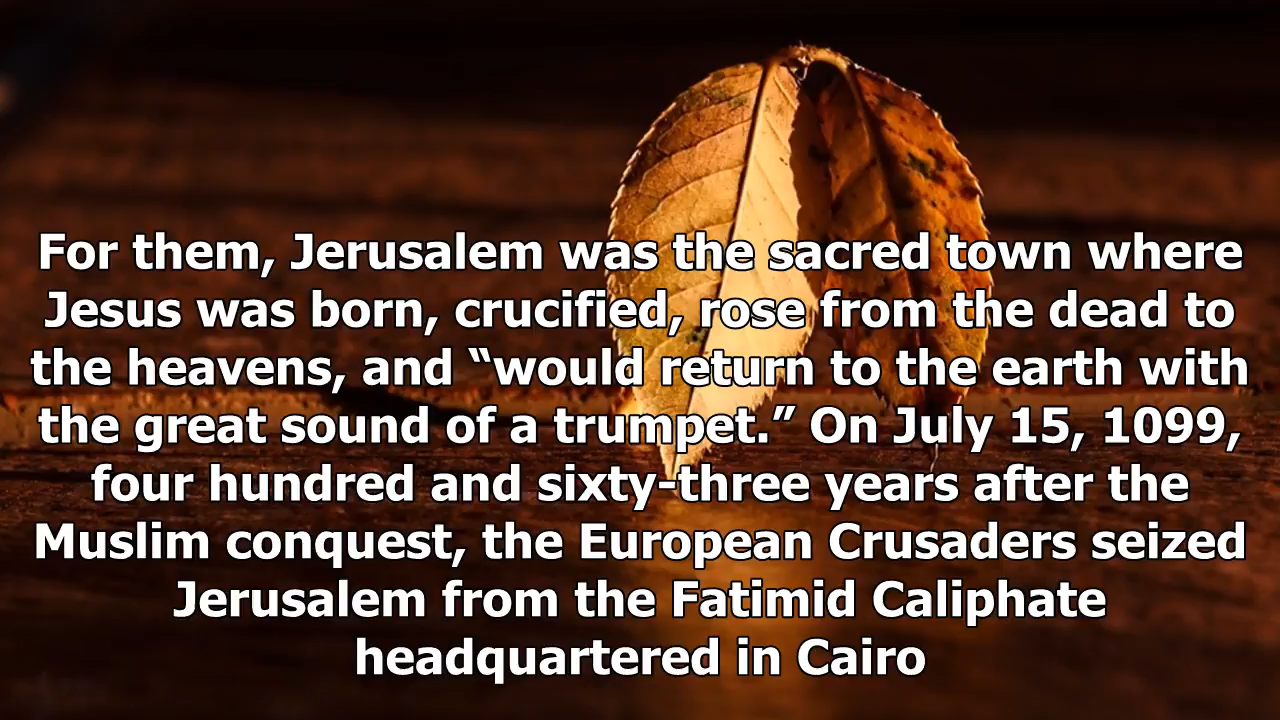 For them, Jerusalem was the sacred town where
Jesus was born, crucified, rose from the dead to
the heavens, and “would return to the earth with
the great sound of a trumpet.” On July 15, 1099,
four hundred and sixty-three years after the
Muslim conquest, the European Crusaders seized
Jerusalem from the Fatimid Caliphate
headquartered in Cairo